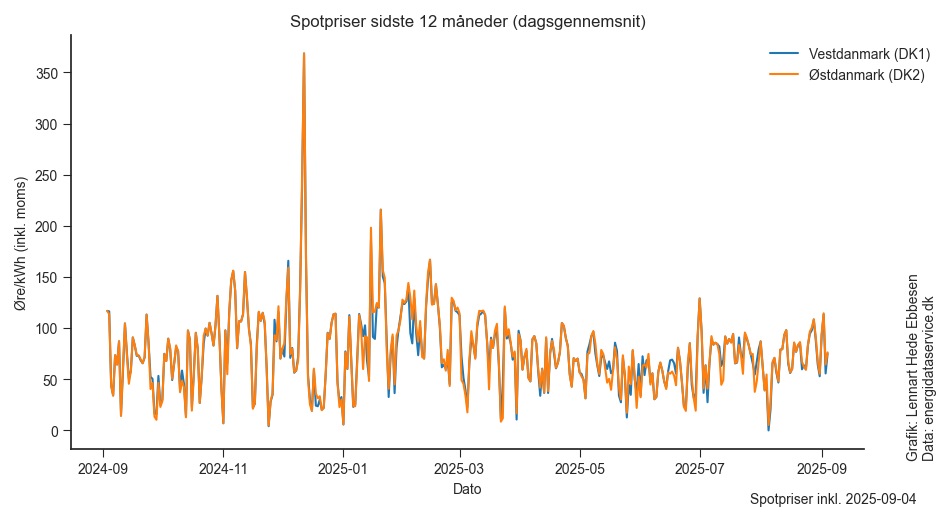 Spotpriser sidste 12 måneder (dagsgennemsnit)
Vestdanmark (DK1)
Østdanmark (DK2)
Øre/kWh (inkl. moms)
350
300
250
200
150
100
50
0
2024-09
2024-11
2025-01
2025-03
2025-05
2025-07
2025-09
Dato
Grafik: Lennart Hede Ebbesen
Data: energidataservice.dk
Spotpriser inkl. 2025-09-04